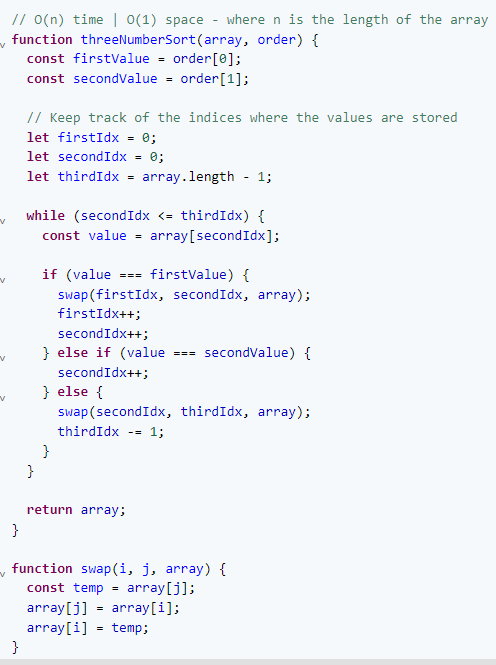 // O(n) time | O(1) space - where n is the length of the array
function threeNumberSort(array, order) {
  const firstValue = order[0];
  const secondValue = order[1];

  // Keep track of the indices where the values are stored
  let firstIdx = 0;
  let secondIdx = 0;
  let thirdIdx = array.length - 1;

  while (secondIdx <= thirdIdx) {
    const value = array[secondIdx];

    if (value === firstValue) {
      swap(firstIdx, secondIdx, array);
      firstIdx++;
      secondIdx++;
    } else if (value === secondValue) {
      secondIdx++;
    } else {
      swap(secondIdx, thirdIdx, array);
      thirdIdx -= 1;
    }
  }

  return array;
}

function swap(i, j, array) {
  const temp = array[j];
  array[j] = array[i];
  array[i] = temp;
}